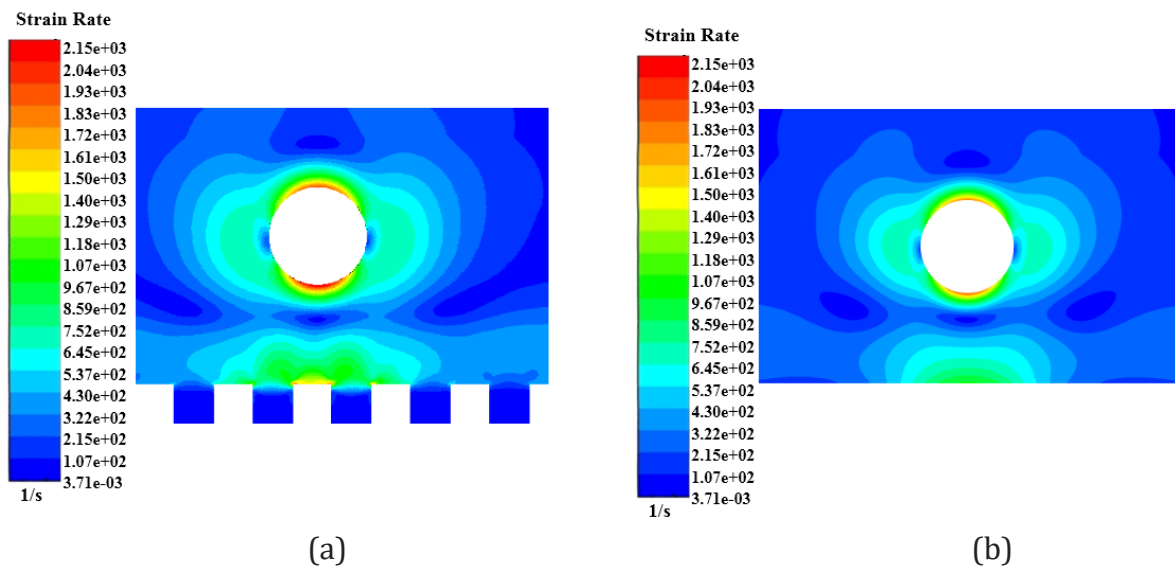 Strain Rate
2.15e+03
2.04e+03
1.93e+03
1.83e+03
1.72e+03
1.61e+03
1.50e+03
1.40e+03
1.29e+03
1.18e+03
1.07e+03
9.67e+02
8.59e+02
7.52e+02
6.45e+02
5.37e+02
4.30e+02
3.22e+02
2.15e+02
1.07e+02
3.71e-03
1/s
(a)
Strain Rate
2.15e+03
2.04e+03
1.93e+03
1.83e+03
1.72e+03
1.61e+03
1.50e+03
1.40e+03
1.29e+03
1.18e+03
1.07e+03
9.67e+02
8.59e+02
7.52e+02
6.45e+02
5.37e+02
4.30e+02
3.22e+02
2.15e+02
1.07e+02
3.71e-03
1/s
(b)